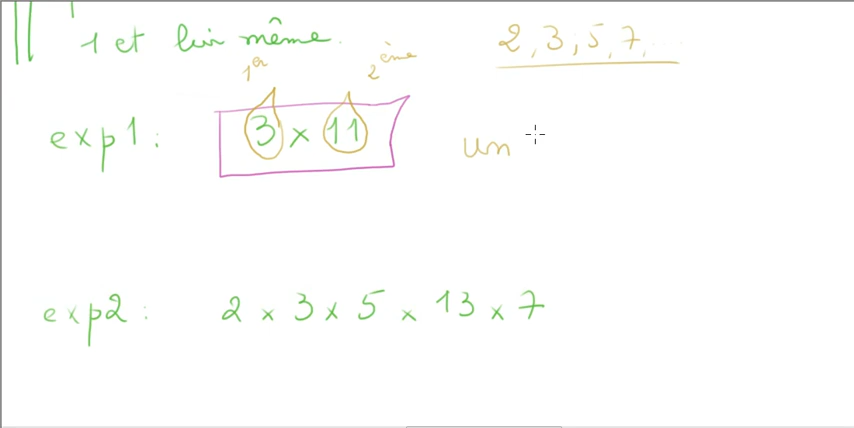 1 et lui même. 2, 3, 5, 7,
1er 2ème
exp1: 3 × 11 un
exp2: 2 × 3 × 5 × 13 × 7